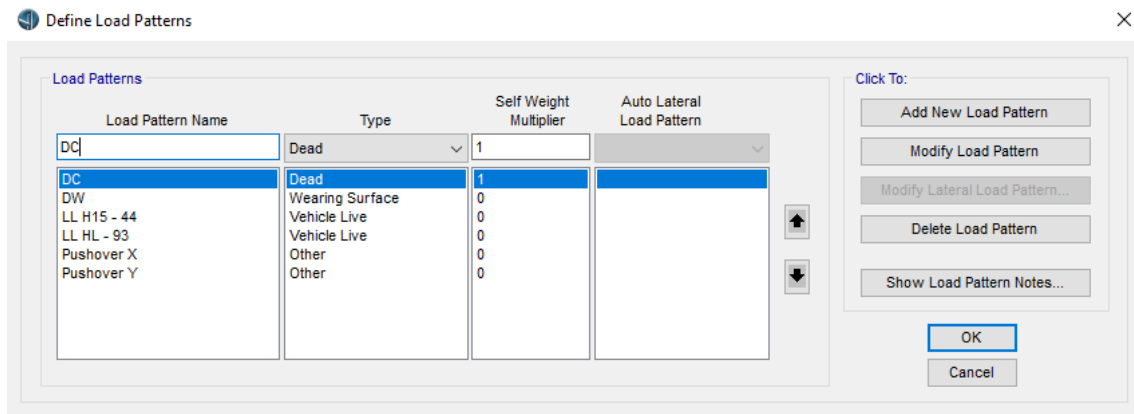 Define Load Patterns
Load Patterns
Load Pattern Name Type Self Weight Multiplier Auto Lateral Load Pattern
DC Dead 1
DC Dead 1
DW Wearing Surface 0
LL H15 - 44 Vehicle Live 0
LL HL - 93 Vehicle Live 0
Pushover X Other 0
Pushover Y Other 0
Click To:
Add New Load Pattern
Modify Load Pattern
Modify Lateral Load Pattern...
Delete Load Pattern
Show Load Pattern Notes...
OK
Cancel